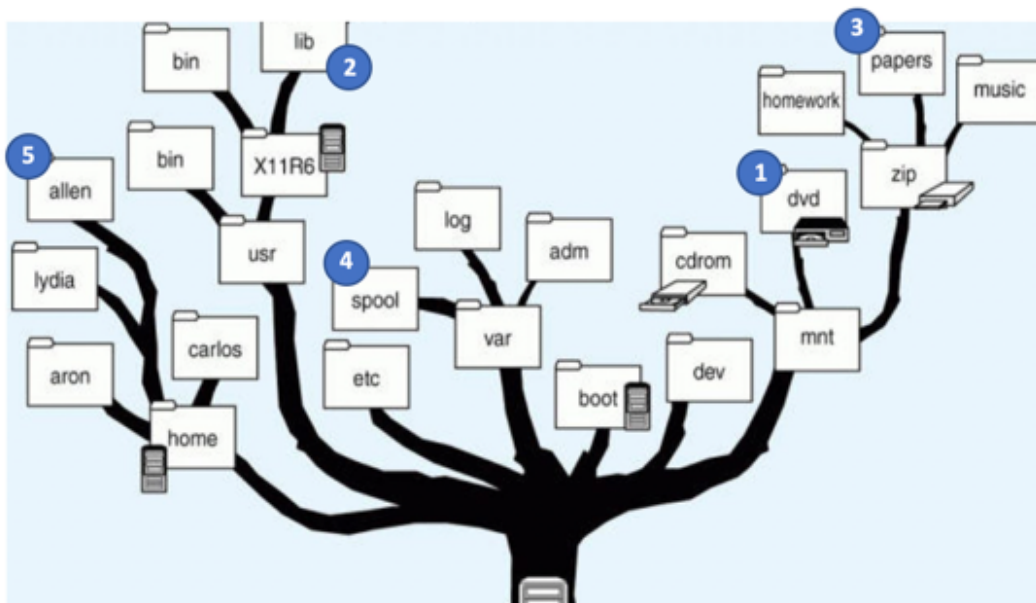 lib
bin
2
3
papers
music
homework
bin
X11R6
5
allen
1
dvd
zip
log
adm
usr
lydia
4
spool
cdrom
carlos
var
mnt
aron
etc
boot
dev
home